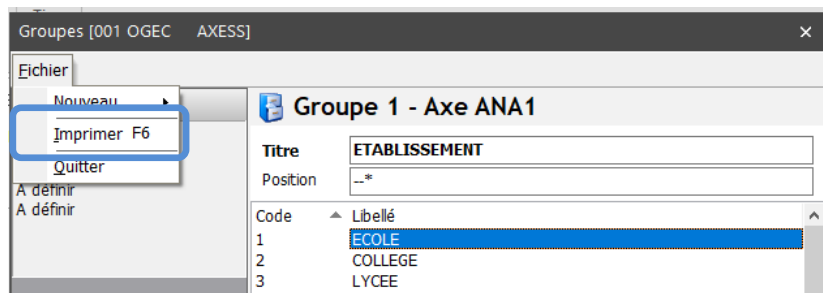 Groupes [001 OGEC AXESS]
Fichier
Nouveau
Imprimer F6
Quitter
A définir
A définir
Groupe 1 - Axe ANA1
Titre ETABLISSEMENT
Position --*
Code Libellé
1 ECOLE
2 COLLEGE
3 LYCEE